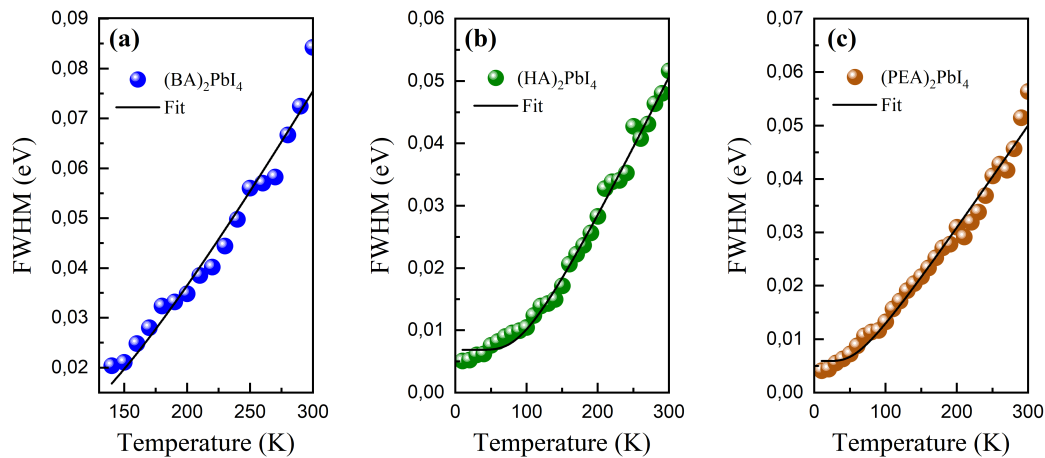 (a)
(BA)₂PbI₄
Fit
FWHM (eV)
0,09
0,08
0,07
0,06
0,05
0,04
0,03
0,02
150
200
250
300
Temperature (K)
(b)
(HA)₂PbI₄
Fit
FWHM (eV)
0,06
0,05
0,04
0,03
0,02
0,01
0,00
0
100
200
300
Temperature (K)
(c)
(PEA)₂PbI₄
Fit
FWHM (eV)
0,07
0,06
0,05
0,04
0,03
0,02
0,01
0,00
0
100
200
300
Temperature (K)